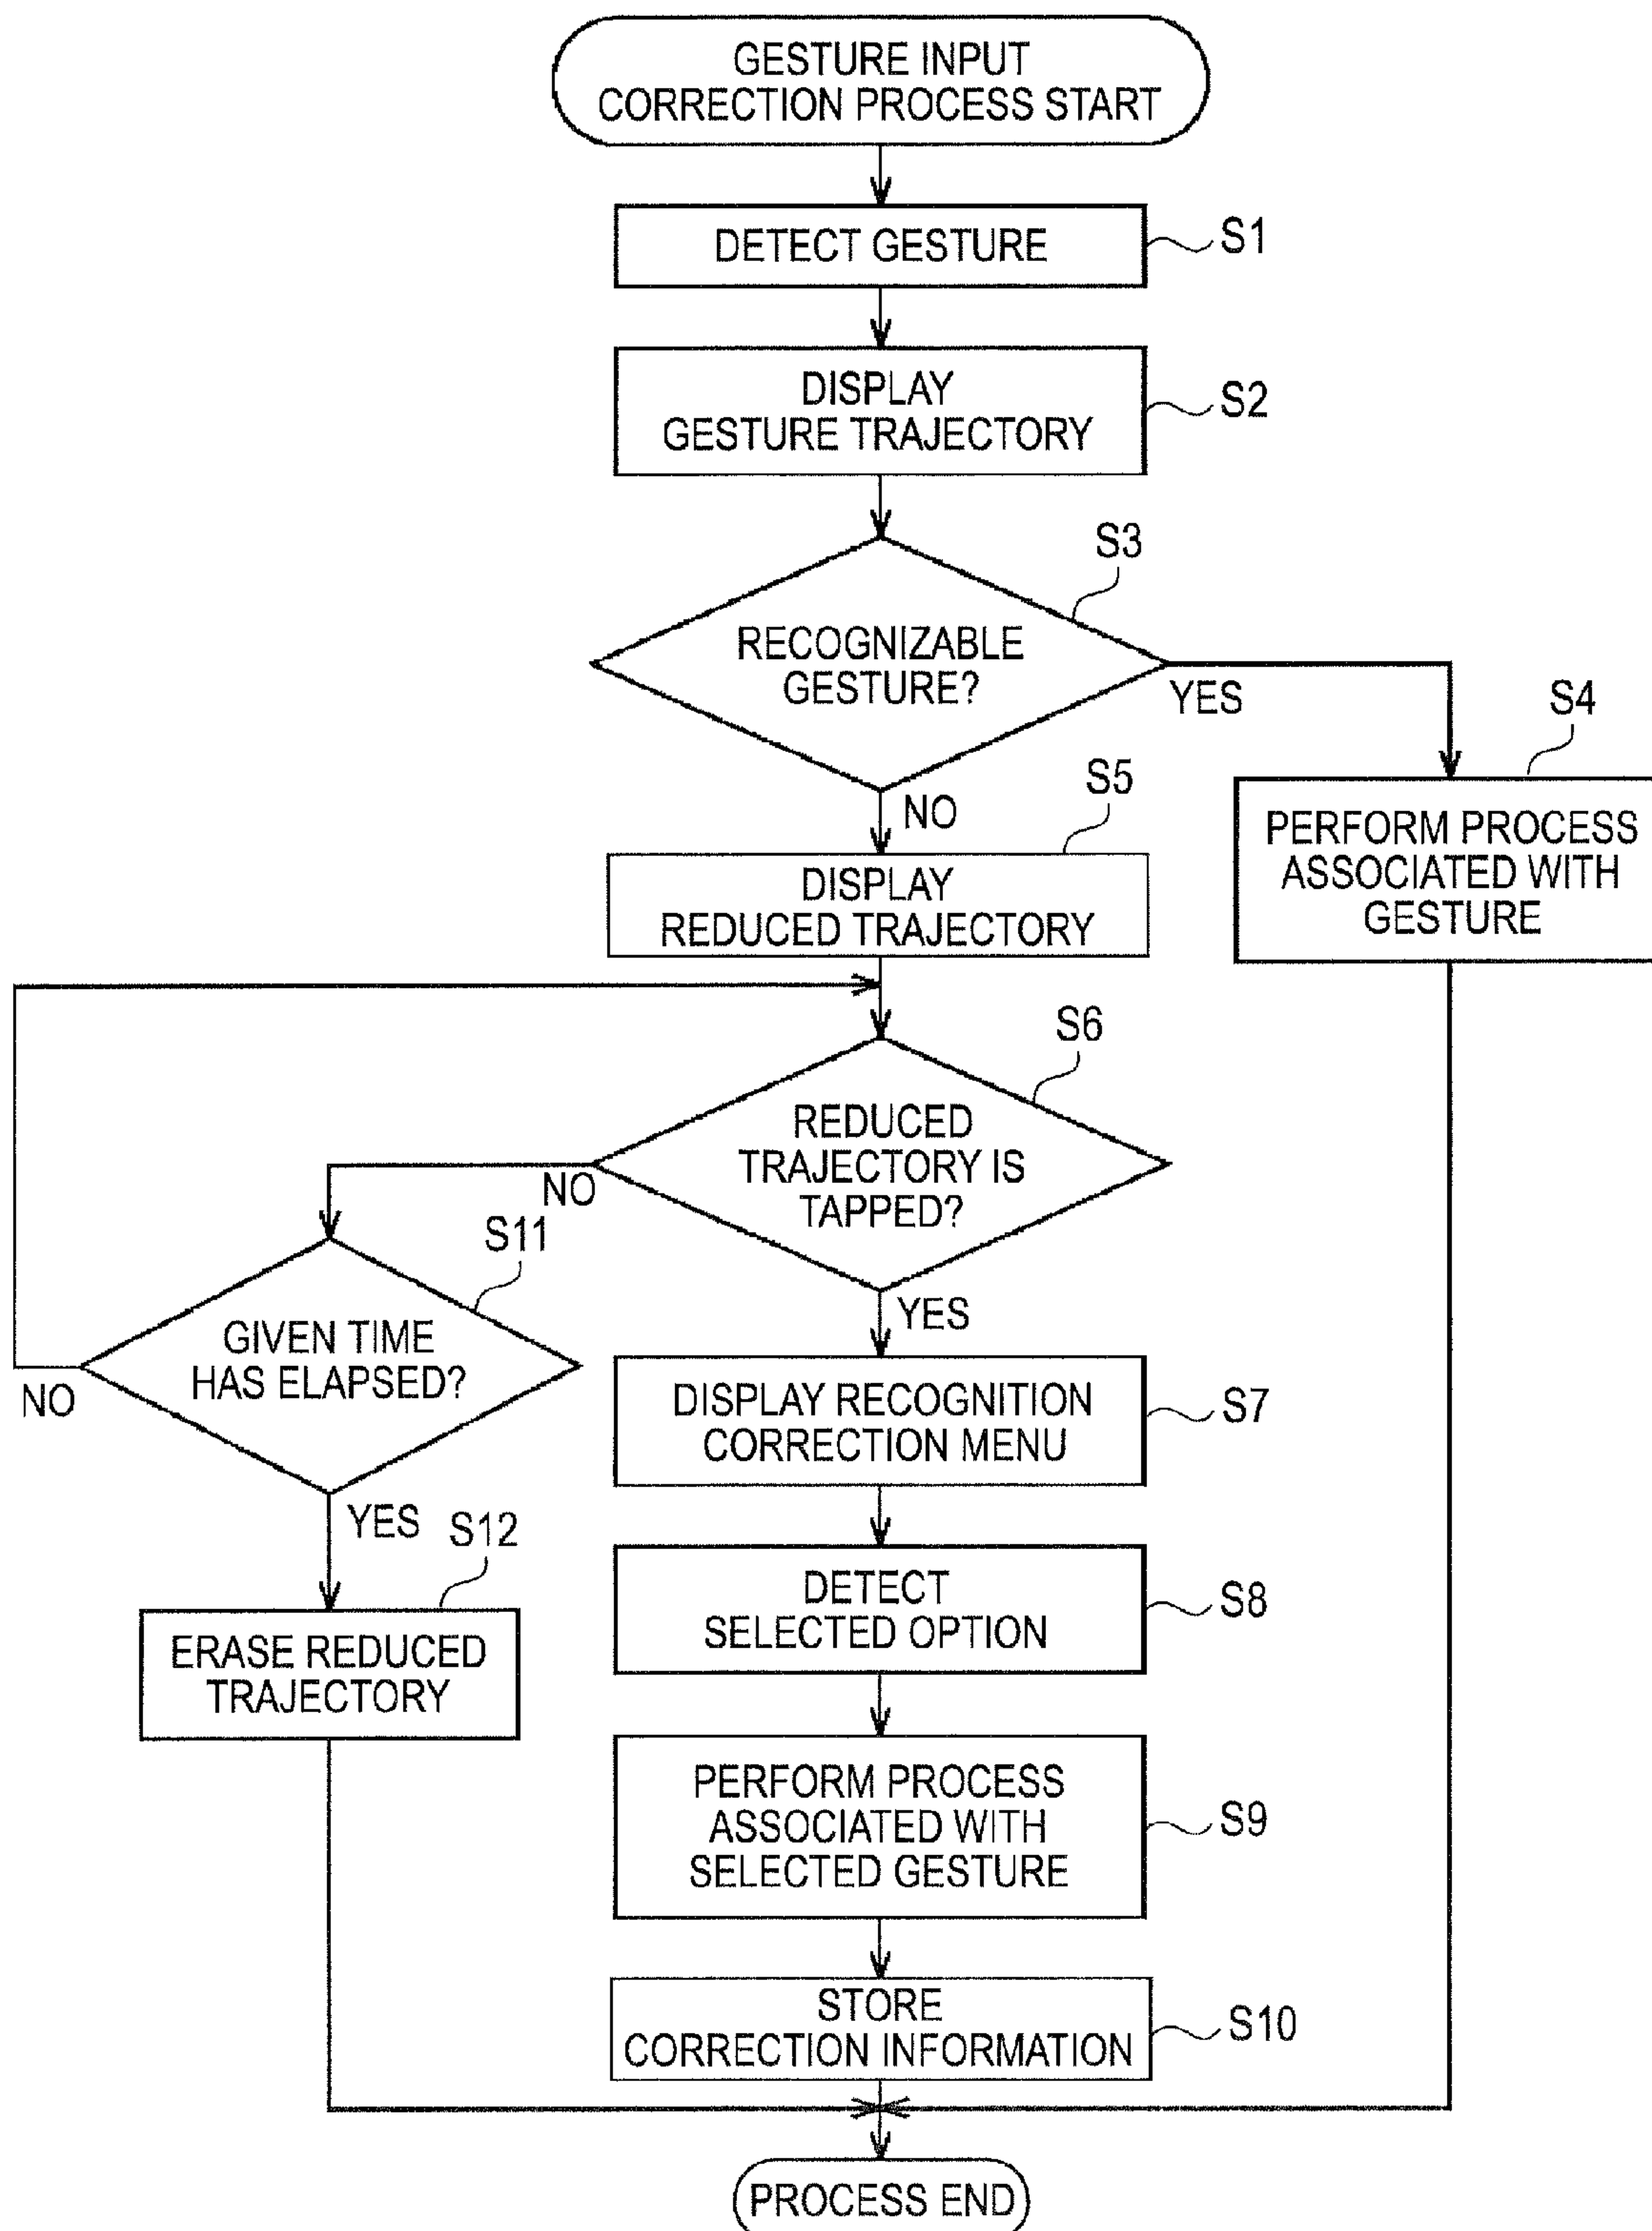 GESTURE INPUT
CORRECTION PROCESS START
DETECT GESTURE
S1
DISPLAY
GESTURE TRAJECTORY
S2
S3
RECOGNIZABLE
GESTURE?
YES
NO
S4
PERFORM PROCESS
ASSOCIATED WITH
GESTURE
S5
DISPLAY
REDUCED TRAJECTORY
S6
REDUCED
TRAJECTORY IS
TAPPED?
NO
YES
S11
GIVEN TIME
HAS ELAPSED?
NO
YES
S12
ERASE REDUCED
TRAJECTORY
DISPLAY RECOGNITION
CORRECTION MENU
S7
DETECT
SELECTED OPTION
S8
PERFORM PROCESS
ASSOCIATED WITH
SELECTED GESTURE
S9
STORE
CORRECTION INFORMATION
S10
PROCESS END